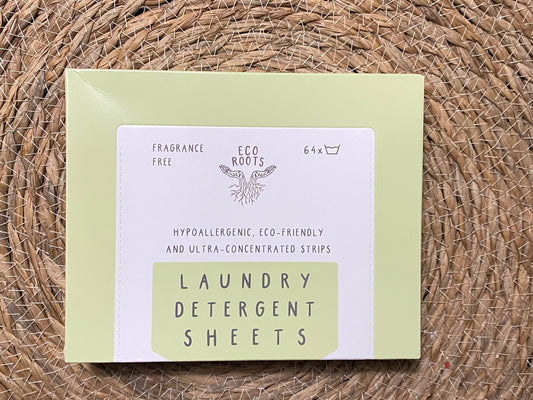 FRAGRANCE
FREE
ECO
ROOTS
64x
HYPOALLERGENIC, ECO-FRIENDLY
AND ULTRA-CONCENTRATED STRIPS
LAUNDRY
DETERGENT
SHEETS